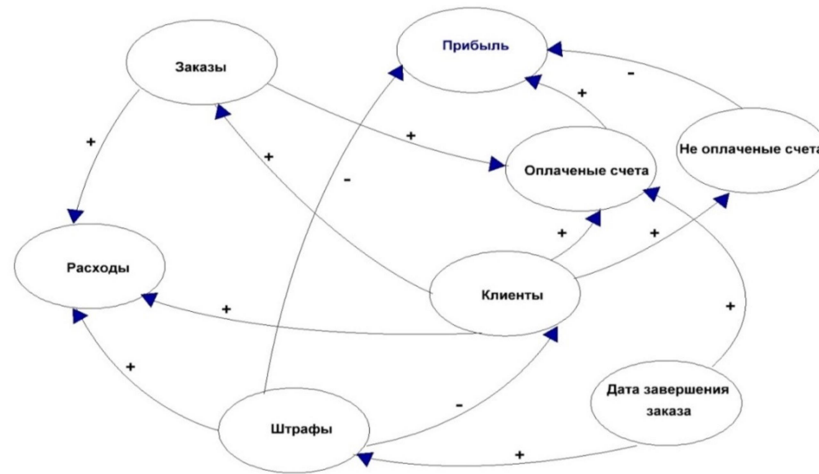 Прибыль
Заказы
-
+
+
+
+
Не оплаченые счета
Оплаченые счета
-
+
+
Расходы
Клиенты
+
+
+
Дата завершения
заказа
-
Штрафы
+